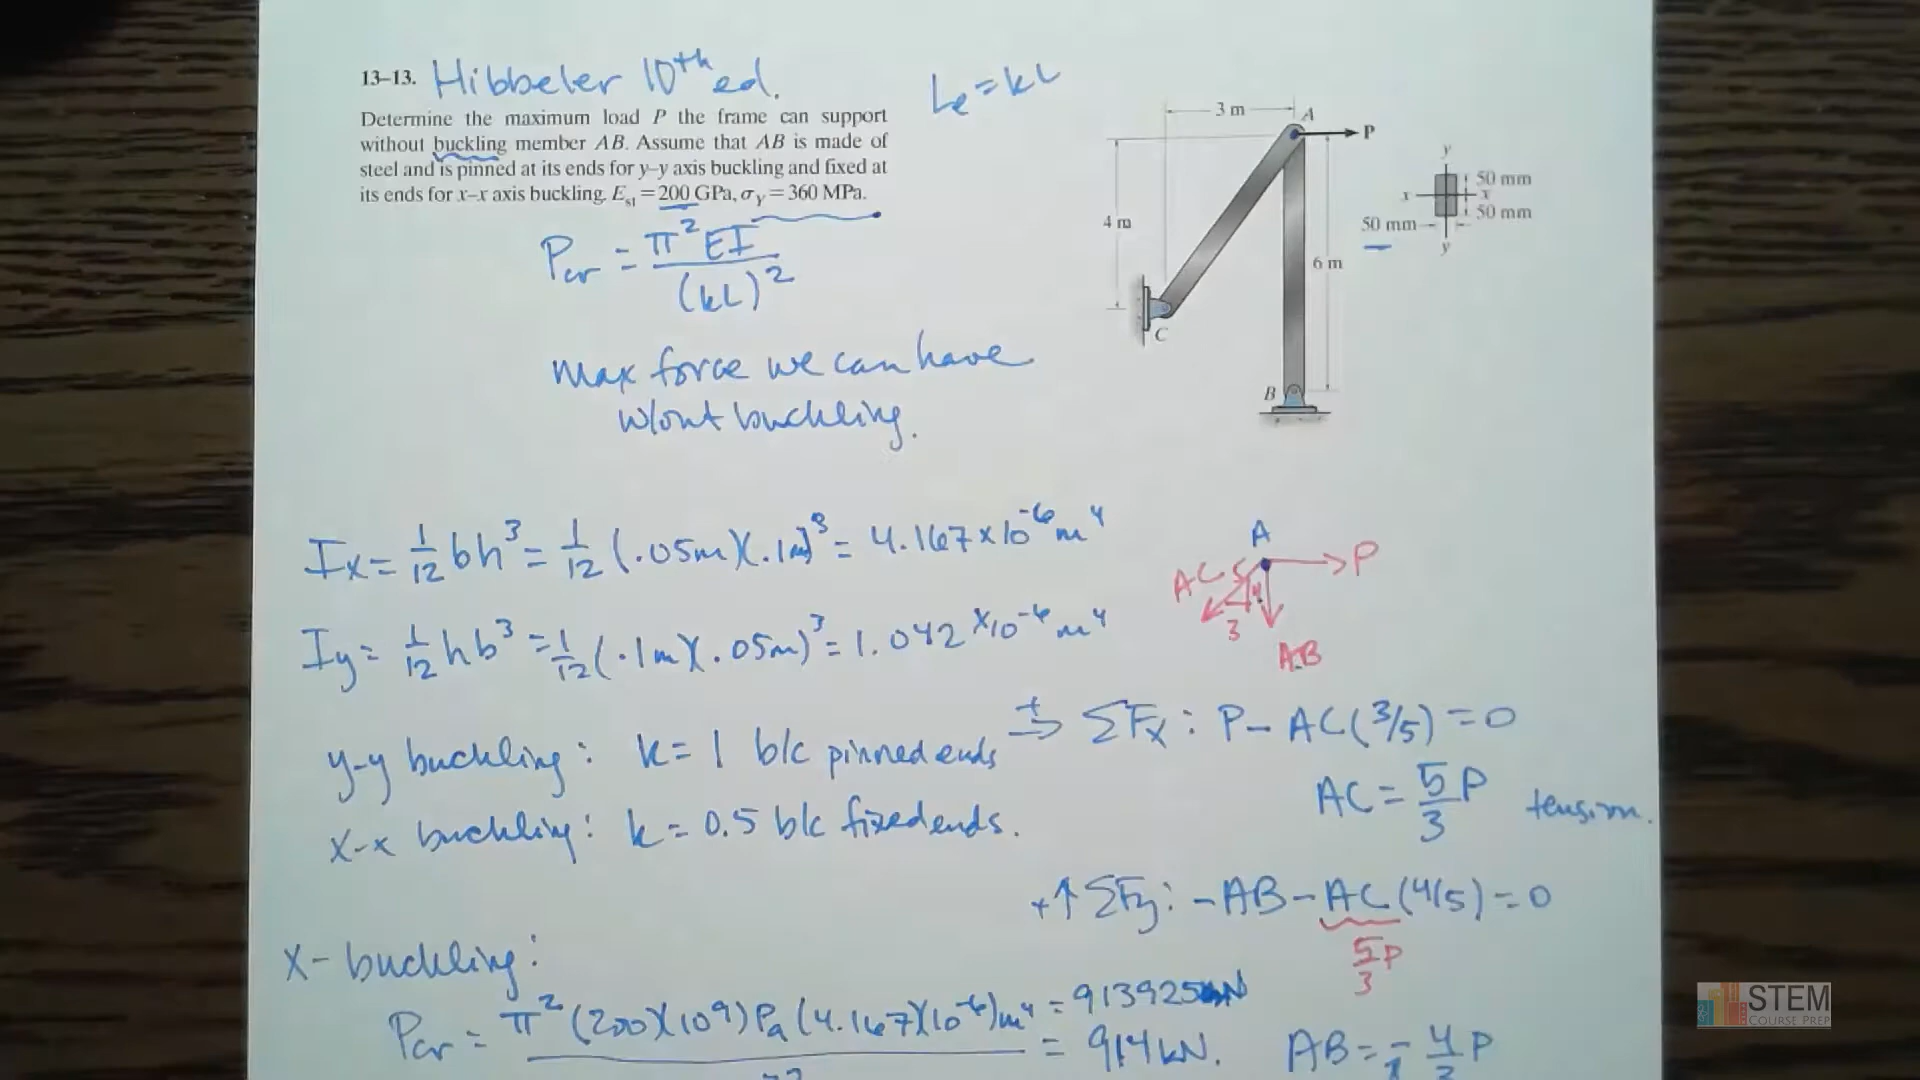 13–13. Hibbeler 10th ed.
Determine the maximum load P the frame can support
without buckling member AB. Assume that AB is made of
steel and is pinned at its ends for y–y axis buckling and fixed at
its ends for x–x axis buckling. Est = 200 GPa, σY = 360 MPa.
Le = kL
3 m
A
P
4 m
6 m
C
B
y
50 mm
x
x
50 mm
50 mm
y
Pcr = π²EI
(kL)²
Max force we can have
w/out buckling.
Ix = 1/12 bh³ = 1/12 (.05m)(.1m)³ = 4.167 x 10⁻⁶ m⁴
Iy = 1/12 hb³ = 1/12 (.1m)(.05m)³ = 1.042 x10⁻⁶ m⁴
A
P
AC 5
4
3
AB
y-y buckling: k = 1 b/c pinned ends
x-x buckling: k = 0.5 b/c fixed ends.
+→ ΣFx: P - AC(3/5) = 0
AC = 5/3 P tension.
+↑ ΣFy: -AB - AC(4/5) = 0
5/3 P
AB = - 4/3 P
X-buckling:
Pcr = π²(200)(10⁹)Pa(4.167)(10⁻⁶)m⁴ = 913925 N
= 914 kN.
STEM
COURSE PREP